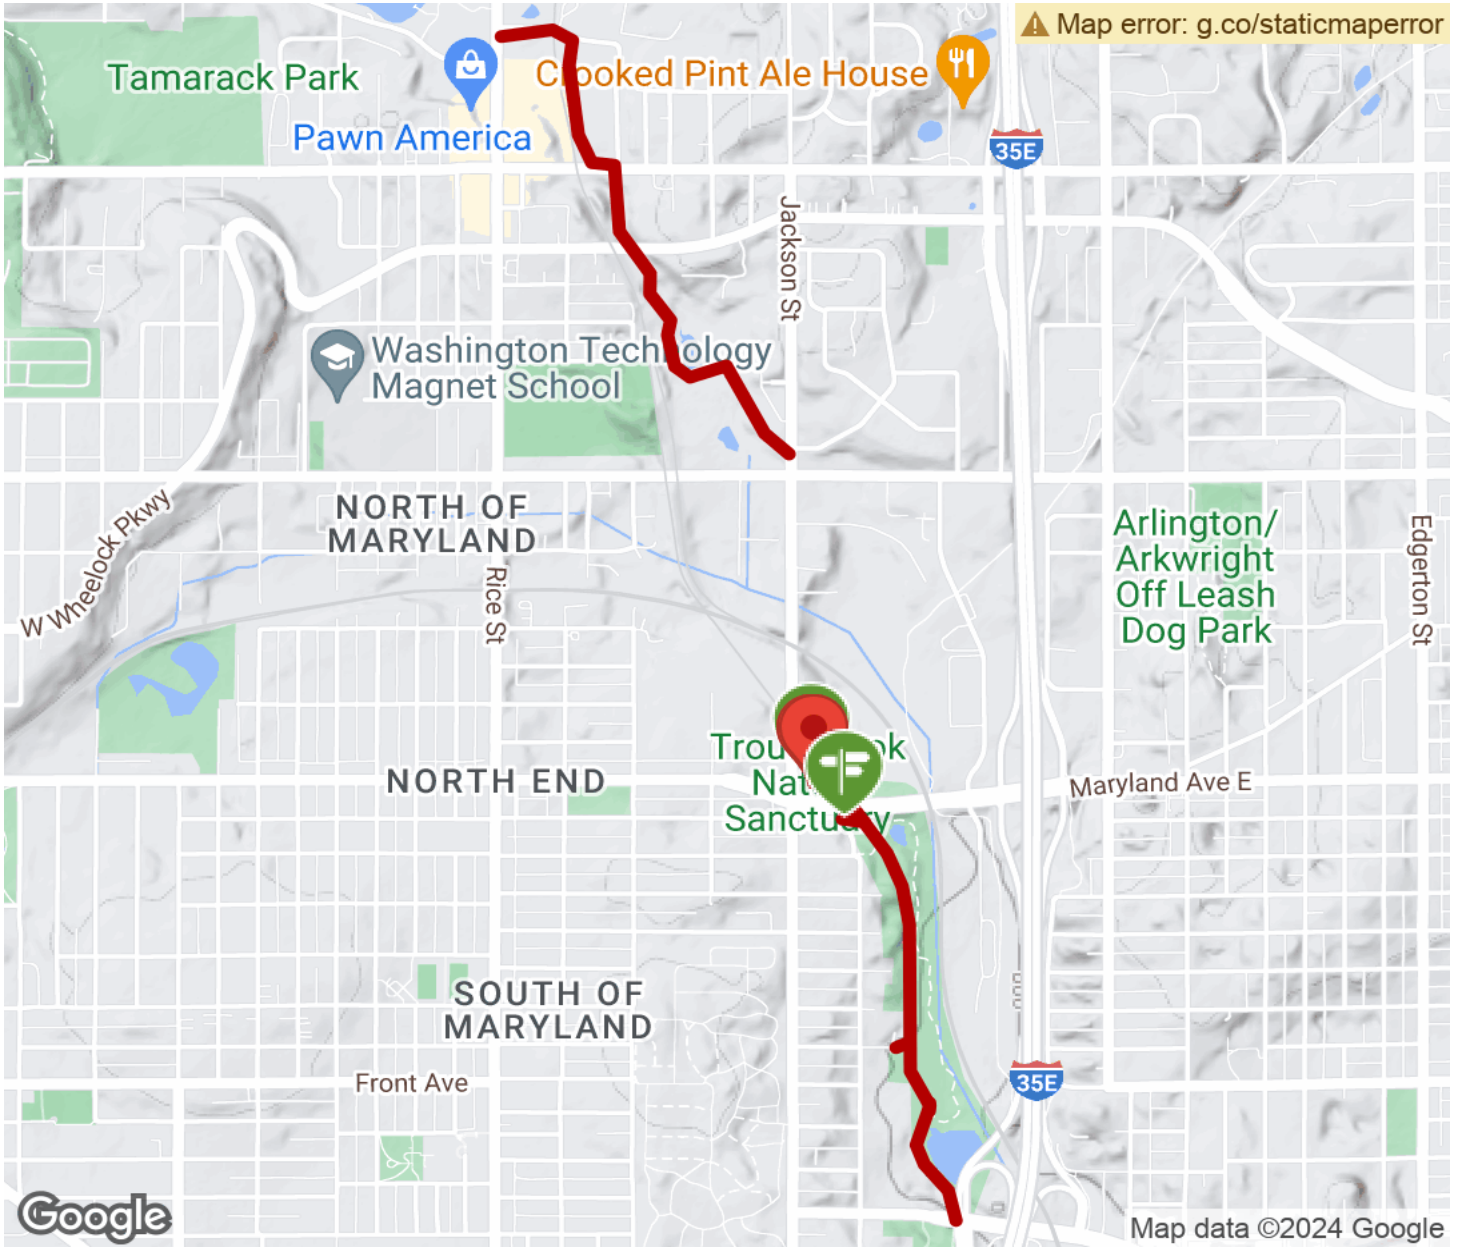 Map error: g.co/staticmaperror
Tamarack Park
Crooked Pint Ale House
Pawn America
35E
Jackson St
Washington Technology
Magnet School
NORTH OF
MARYLAND
W Wheelock Pkwy
Rice St
Arlington/
Arkwright
Off Leash
Dog Park
Edgerton St
Sanctuary
NORTH END
Maryland Ave E
SOUTH OF
MARYLAND
Front Ave
35E
Google
Map data ©2024 Google